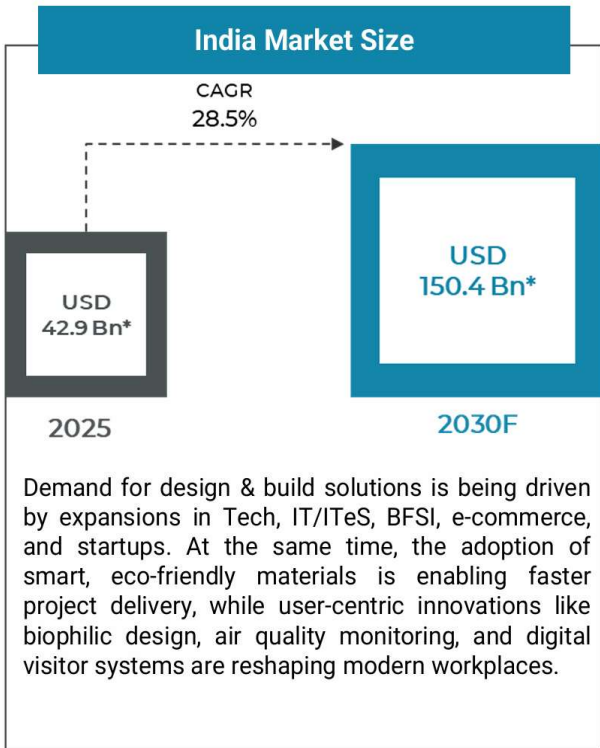 India Market Size
CAGR
28.5%
USD
42.9 Bn*
USD
150.4 Bn*
2025
2030F
Demand for design & build solutions is being driven
by expansions in Tech, IT/ITeS, BFSI, e-commerce,
and startups. At the same time, the adoption of
smart, eco-friendly materials is enabling faster
project delivery, while user-centric innovations like
biophilic design, air quality monitoring, and digital
visitor systems are reshaping modern workplaces.